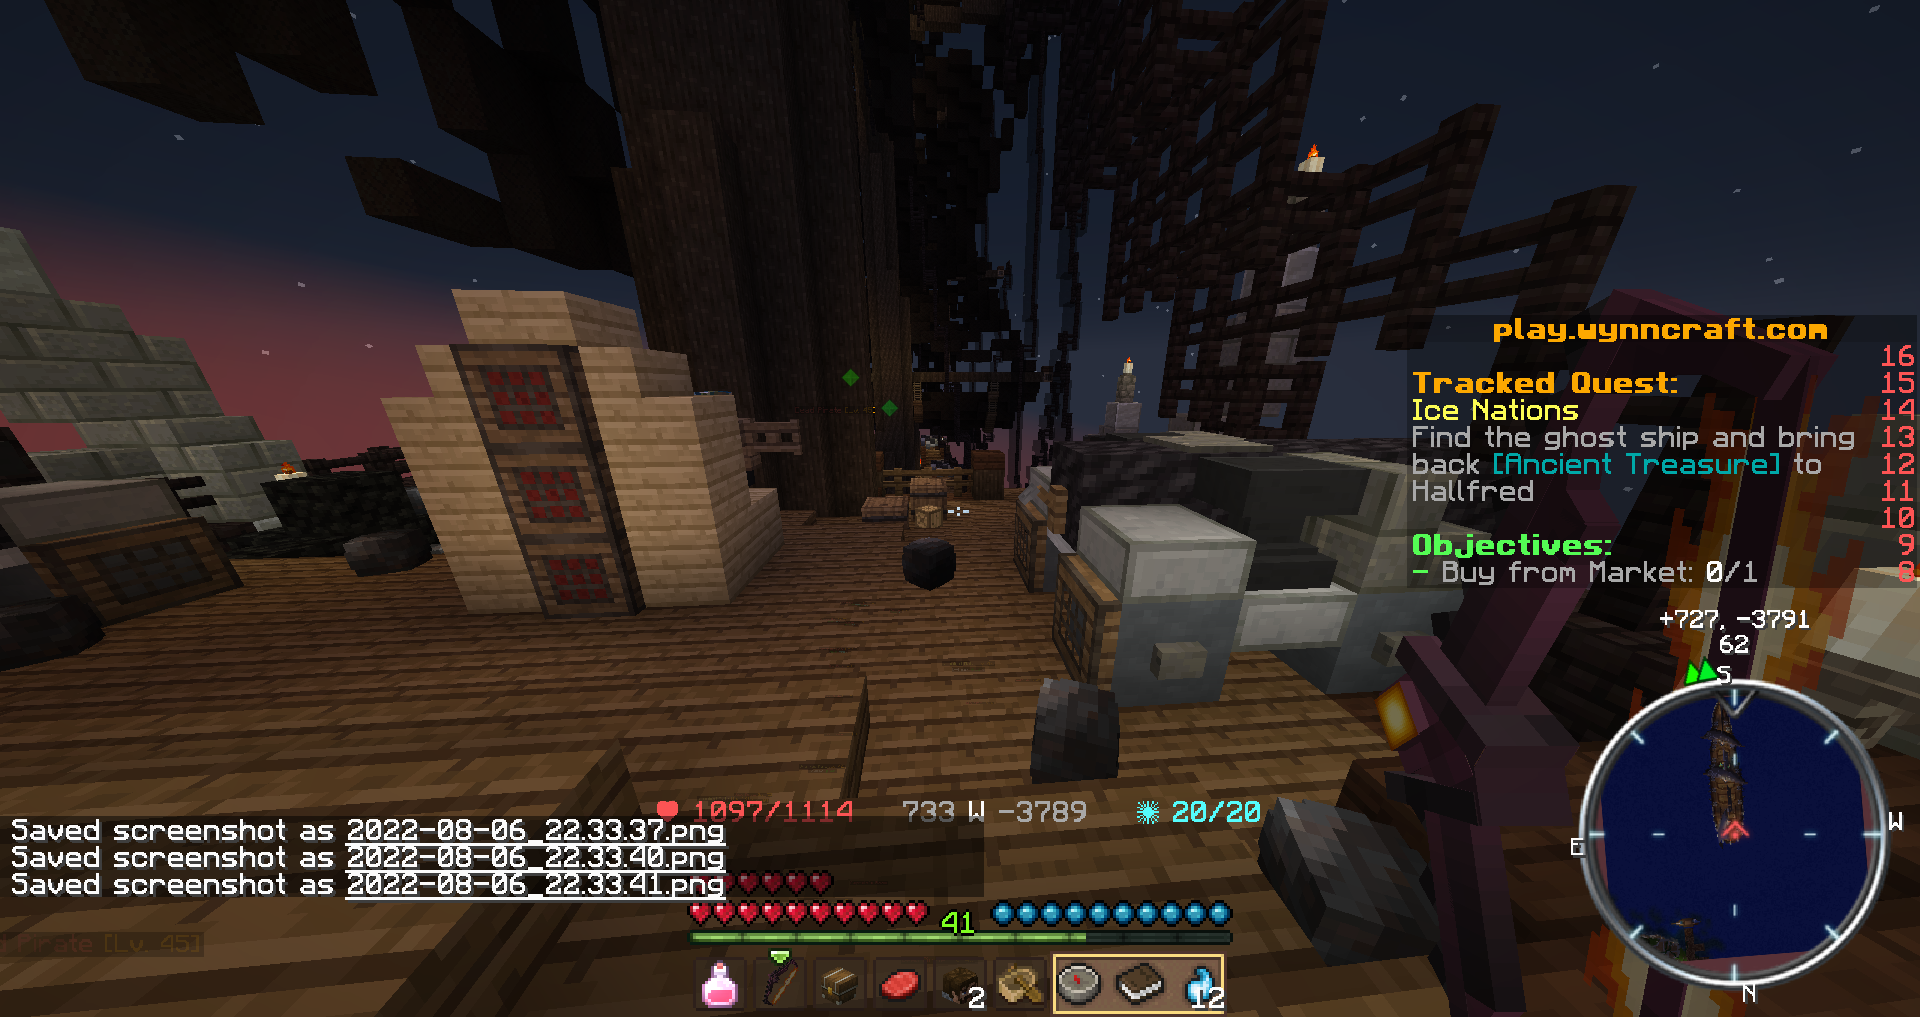 play.wynncraft.com
16
Tracked Quest: 15
Ice Nations 14
Find the ghost ship and bring 13
back [Ancient Treasure] to 12
Hallfred 11
10
Objectives: 9
- Buy from Market: 0/1 8
+727, -3791
62
S
W
E
N
1097/1114 733 W -3789 20/20
Saved screenshot as 2022-08-06_22.33.37.png
Saved screenshot as 2022-08-06_22.33.40.png
Saved screenshot as 2022-08-06_22.33.41.png
41
Pirate [Lv. 45]
2
12